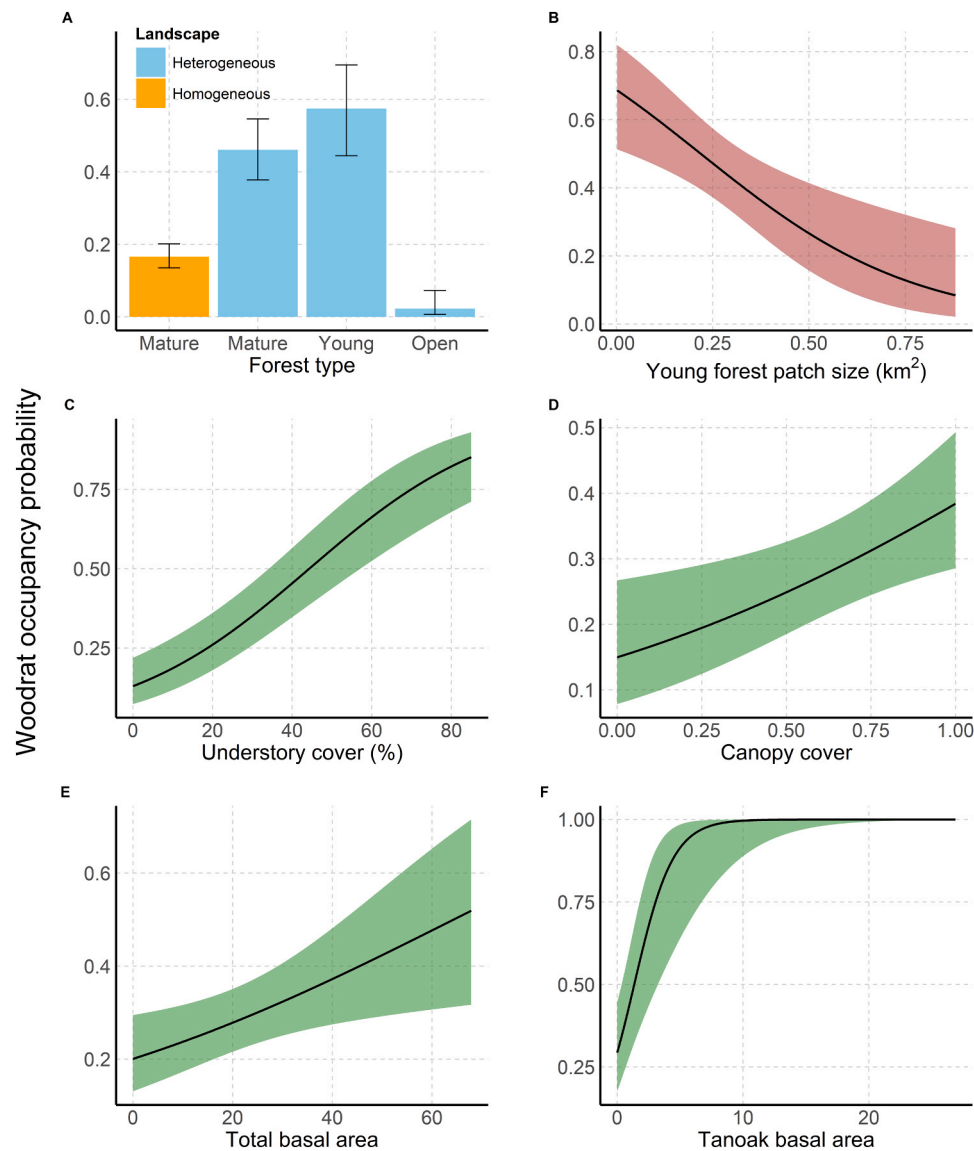 A
Landscape
Heterogeneous
Homogeneous
0.6
0.4
0.2
0.0
Mature Mature Young Open
Forest type
B
0.8
0.6
0.4
0.2
0.0
0.00 0.25 0.50 0.75
Young forest patch size (km²)
Woodrat occupancy probability
C
0.75
0.50
0.25
0 20 40 60 80
Understory cover (%)
D
0.5
0.4
0.3
0.2
0.1
0.00 0.25 0.50 0.75 1.00
Canopy cover
E
0.6
0.4
0.2
0 20 40 60
Total basal area
F
1.00
0.75
0.50
0.25
0 10 20
Tanoak basal area